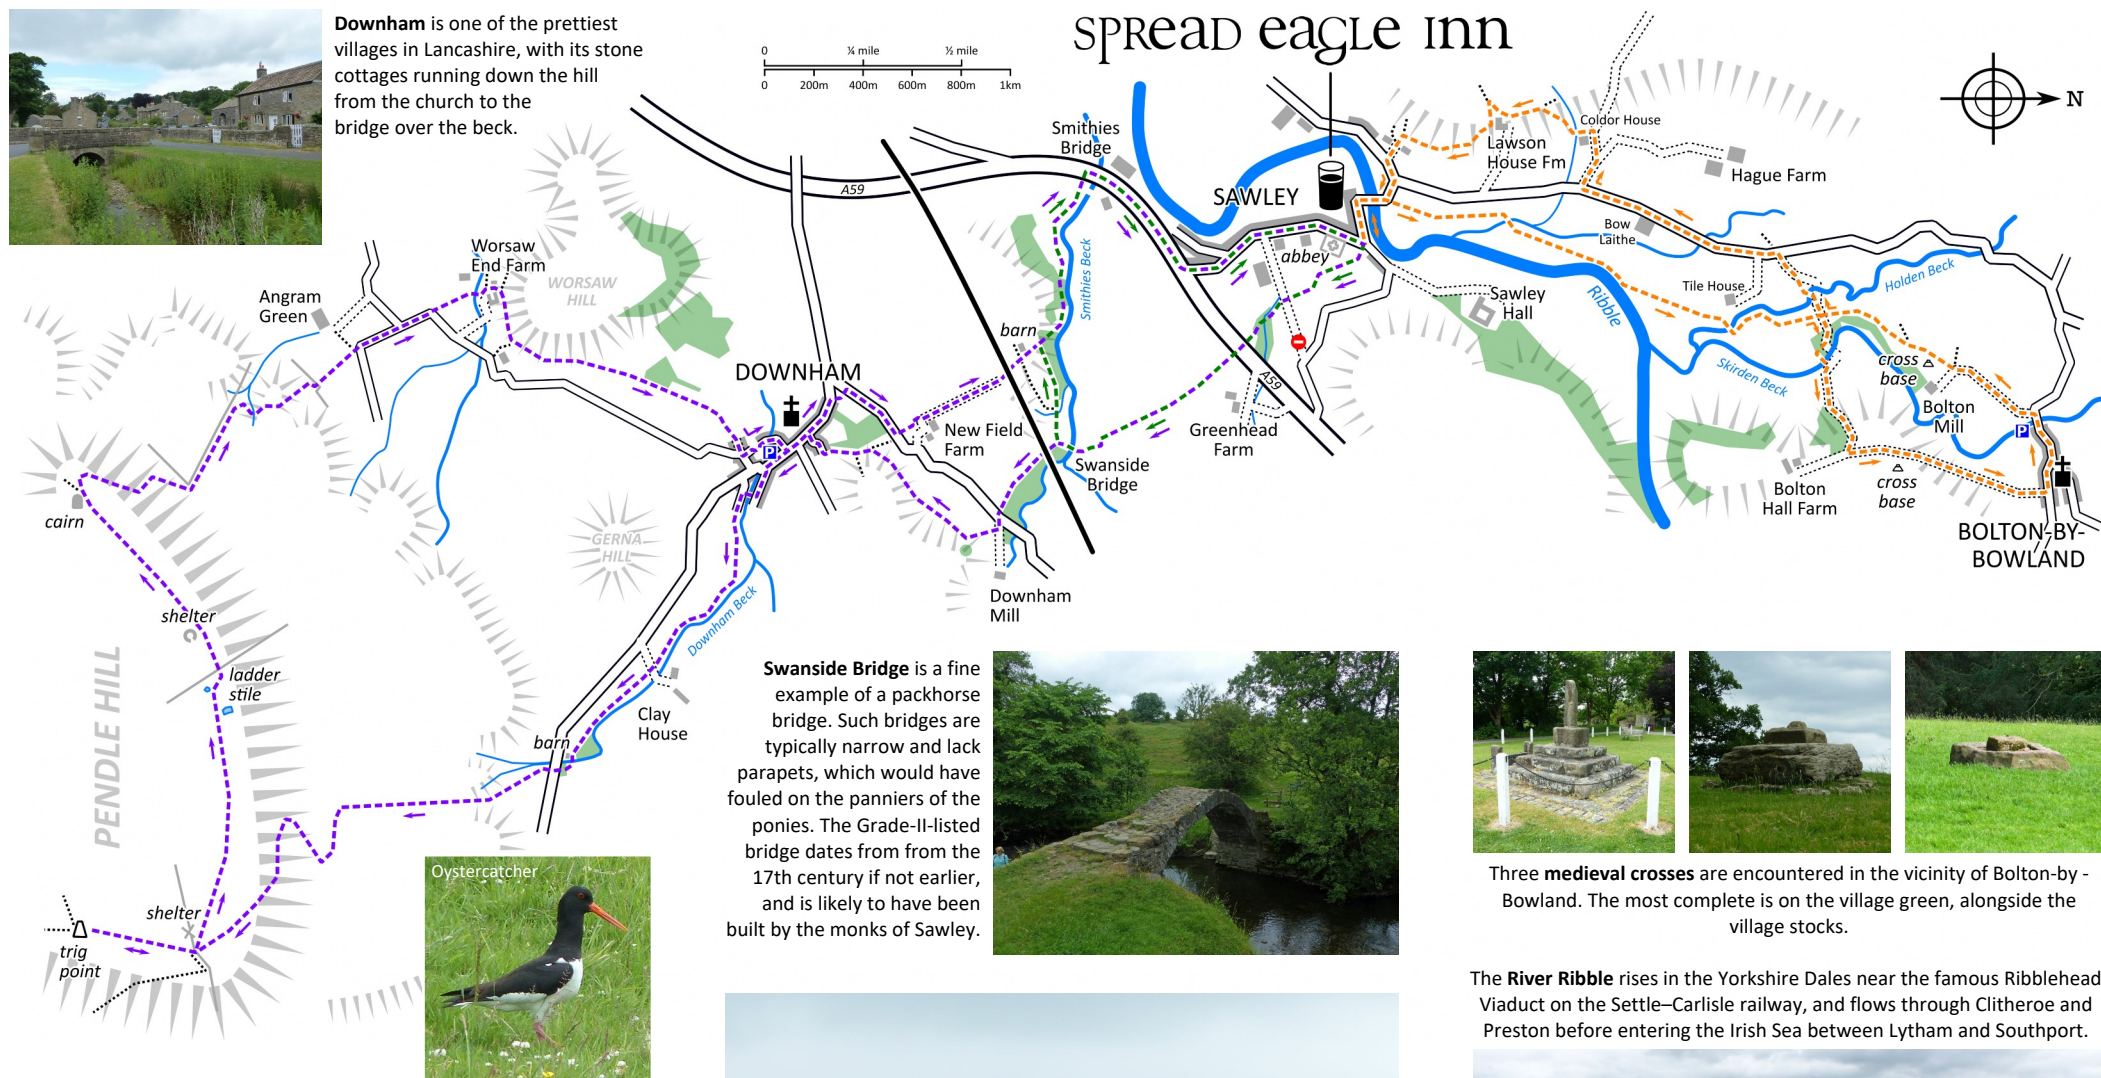 Downham is one of the prettiest
villages in Lancashire, with its stone
cottages running down the hill
from the church to the
bridge over the beck.
0 ¼ mile ½ mile
0 200m 400m 600m 800m 1km
SPREAD EAGLE INN
N
A59
Smithies
Bridge
SAWLEY
Lawson
House Fm
Coldor House
Hague Farm
Bow
Laithe
abbey
Smithies Beck
Worsaw
End Farm
WORSAW
HILL
Angram
Green
Sawley
Hall
Ribble
Tile House
Holden Beck
Skirden Beck
cross
base
Bolton
Mill
P
barn
A59
DOWNHAM
P
New Field
Farm
Greenhead
Farm
Swanside
Bridge
Bolton
Hall Farm
cross
base
BOLTON-BY-
BOWLAND
cairn
GERNA
HILL
Downham
Mill
Downham Beck
shelter
ladder
stile
PENDLE HILL
Clay
House
barn
shelter
trig
point
Oystercatcher
Swanside Bridge is a fine
example of a packhorse
bridge. Such bridges are
typically narrow and lack
parapets, which would have
fouled on the panniers of the
ponies. The Grade-II-listed
bridge dates from from the
17th century if not earlier,
and is likely to have been
built by the monks of Sawley.
Three medieval crosses are encountered in the vicinity of Bolton-by -
Bowland. The most complete is on the village green, alongside the
village stocks.
The River Ribble rises in the Yorkshire Dales near the famous Ribblehead
Viaduct on the Settle–Carlisle railway, and flows through Clitheroe and
Preston before entering the Irish Sea between Lytham and Southport.